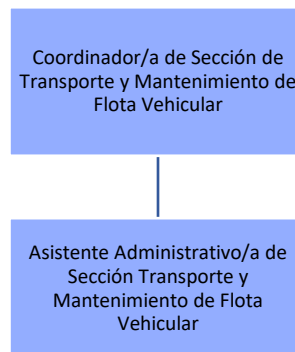 Coordinador/a de Sección de
Transporte y Mantenimiento de
Flota Vehicular
Asistente Administrativo/a de
Sección Transporte y
Mantenimiento de Flota
Vehicular